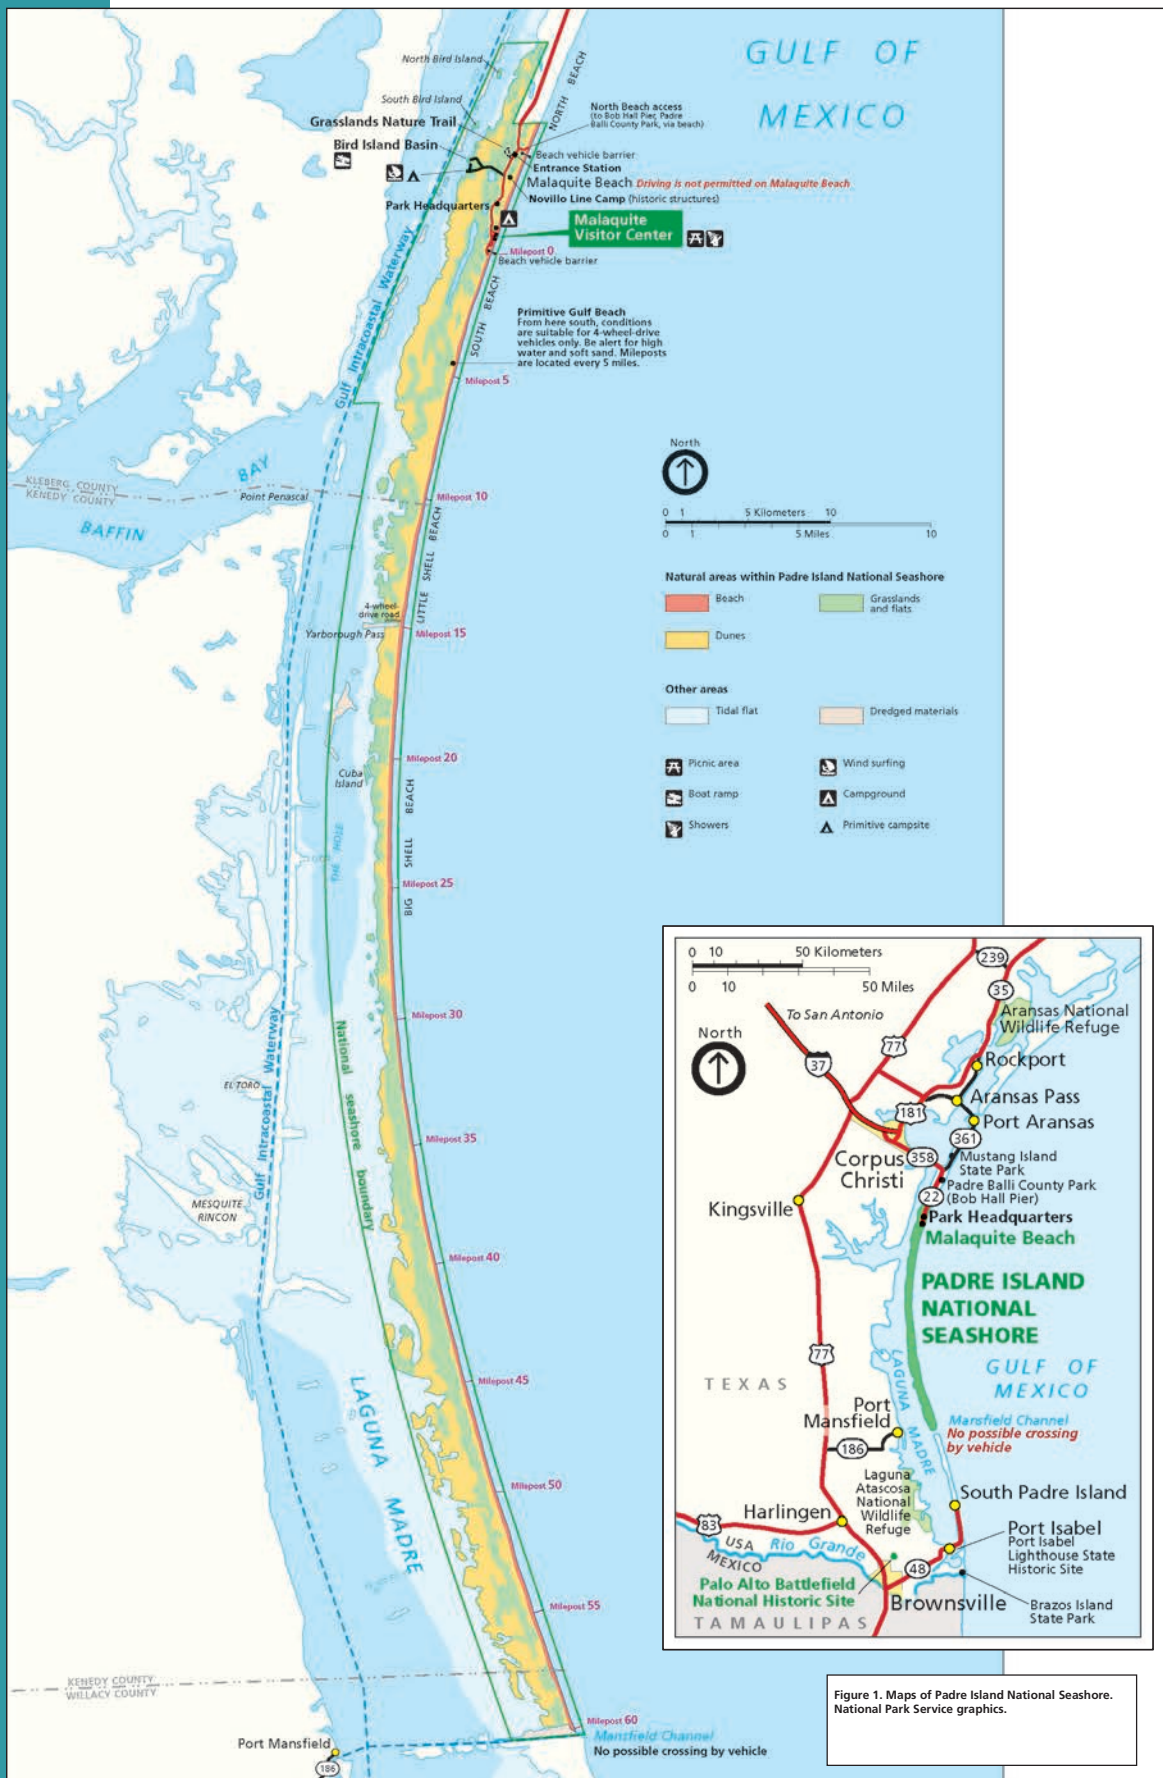 GULF OF
MEXICO
North Bird Island
South Bird Island
Grasslands Nature Trail
Bird Island Basin
NORTH BEACH
North Beach access
(to Bob Hall Pier, Padre
Balli County Park, via beach)
Beach vehicle barrier
Entrance Station
Malaquite Beach Driving is not permitted on Malaquite Beach
Novillo Line Camp (historic structures)
Park Headquarters
Malaquite
Visitor Center
Milepost 0
Beach vehicle barrier
Gulf Intracoastal Waterway
SOUTH BEACH
Primitive Gulf Beach
From here south, conditions
are suitable for 4-wheel-drive
vehicles only. Be alert for high
water and soft sand. Mileposts
are located every 5 miles.
Milepost 5
KLEBERG COUNTY
KENEDY COUNTY
BAFFIN
BAY
Point Penascal
Milepost 10
LITTLE SHELL BEACH
4-wheel-
drive road
Yarborough Pass
Milepost 15
Milepost 20
Cuba
Island
THE HOLE
BIG SHELL BEACH
Milepost 25
Milepost 30
National seashore boundary
Gulf Intracoastal Waterway
EL TORO
Milepost 35
MESQUITE
RINCON
Milepost 40
Milepost 45
LAGUNA MADRE
Milepost 50
Milepost 55
KENEDY COUNTY
WILLACY COUNTY
Milepost 60
Mansfield Channel
No possible crossing by vehicle
Port Mansfield
186
North
0 1 5 Kilometers 10
0 1 5 Miles 10
Natural areas within Padre Island National Seashore
Beach
Grasslands
and flats
Dunes
Other areas
Tidal flat
Dredged materials
Picnic area
Wind surfing
Boat ramp
Campground
Showers
Primitive campsite
0 10 50 Kilometers
0 10 50 Miles
North
To San Antonio
239
35
77
37
Aransas National
Wildlife Refuge
Rockport
181
Aransas Pass
Port Aransas
361
Corpus
Christi
358
Mustang Island
State Park
Padre Balli County Park
(Bob Hall Pier)
22
Kingsville
Park Headquarters
Malaquite Beach
PADRE ISLAND
NATIONAL
SEASHORE
77
TEXAS
LAGUNA MADRE
GULF OF
MEXICO
Port
Mansfield
Mansfield Channel
No possible crossing
by vehicle
186
Laguna
Atascosa
National
Wildlife
Refuge
South Padre Island
Harlingen
83
USA
MEXICO
Rio Grande
Port Isabel
Port Isabel
Lighthouse State
Historic Site
48
Palo Alto Battlefield
National Historic Site
Brownsville
Brazos Island
State Park
TAMAULIPAS
Figure 1. Maps of Padre Island National Seashore.
National Park Service graphics.